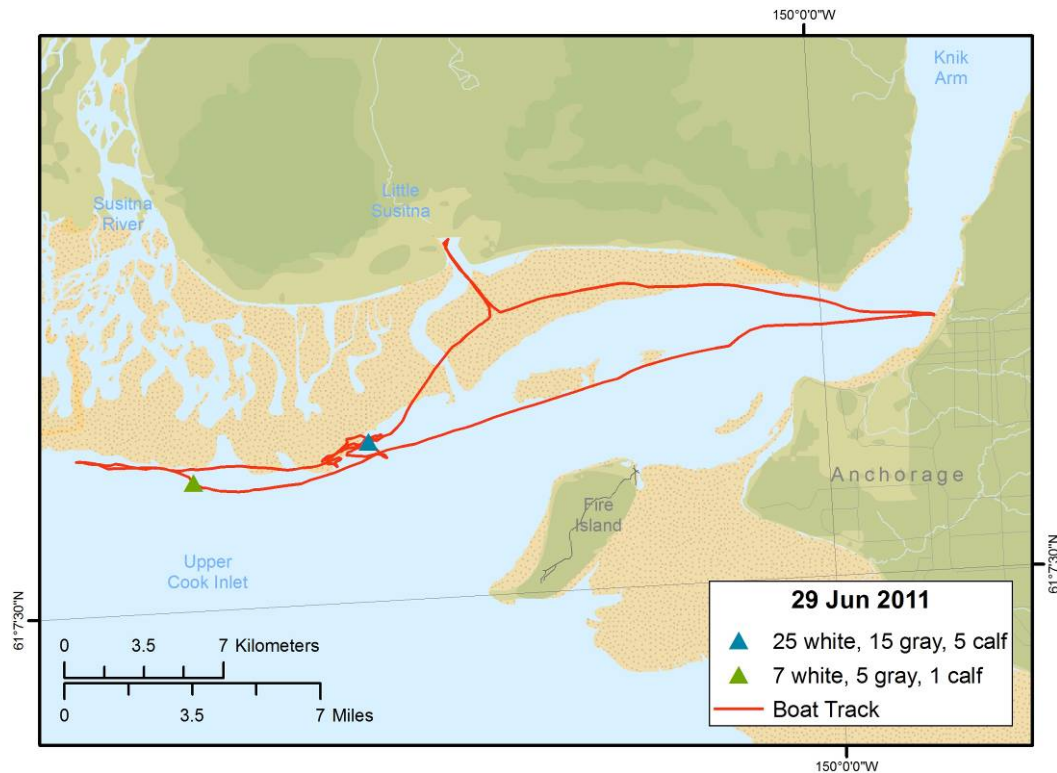 150°0'0"W
Knik
Arm
Little
Susitna
Susitna
River
Anchorage
Fire
Island
Upper
Cook Inlet
61°7'30"N
61°7'30"N
29 Jun 2011
25 white, 15 gray, 5 calf
7 white, 5 gray, 1 calf
Boat Track
0 3.5 7 Kilometers
0 3.5 7 Miles
150°0'0"W